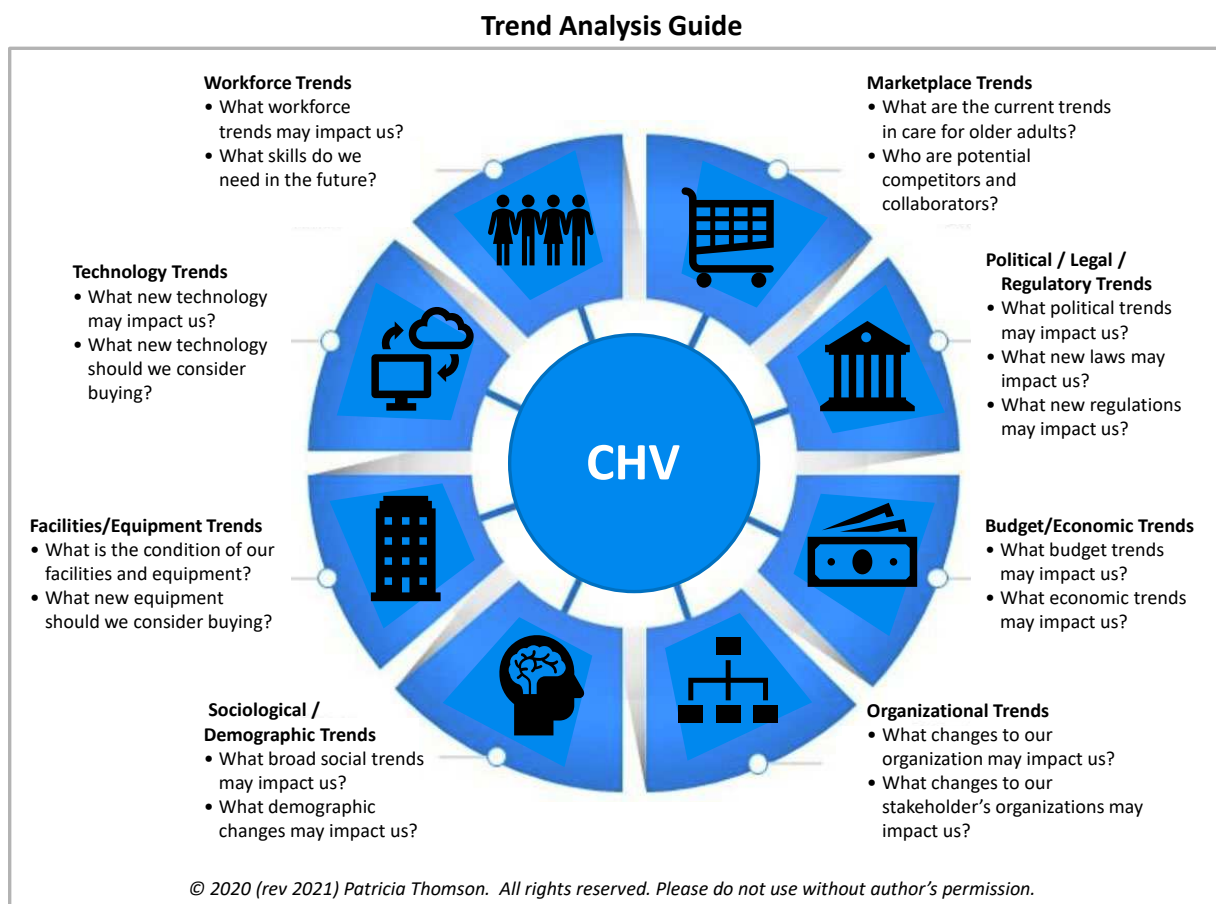 Trend Analysis Guide
Workforce Trends
• What workforce
trends may impact us?
• What skills do we
need in the future?
Marketplace Trends
• What are the current trends
in care for older adults?
• Who are potential
competitors and
collaborators?
Technology Trends
• What new technology
may impact us?
• What new technology
should we consider
buying?
Political / Legal /
Regulatory Trends
• What political trends
may impact us?
• What new laws may
impact us?
• What new regulations
may impact us?
CHV
Facilities/Equipment Trends
• What is the condition of our
facilities and equipment?
• What new equipment
should we consider buying?
Budget/Economic Trends
• What budget trends
may impact us?
• What economic trends
may impact us?
Sociological /
Demographic Trends
• What broad social trends
may impact us?
• What demographic
changes may impact us?
Organizational Trends
• What changes to our
organization may impact us?
• What changes to our
stakeholder’s organizations may
impact us?
© 2020 (rev 2021) Patricia Thomson. All rights reserved. Please do not use without author’s permission.